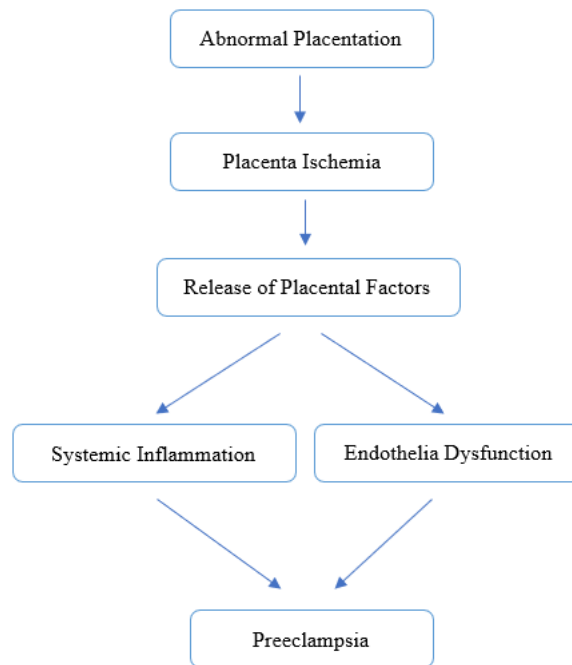 Abnormal Placentation
Placenta Ischemia
Release of Placental Factors
Systemic Inflammation
Endothelia Dysfunction
Preeclampsia